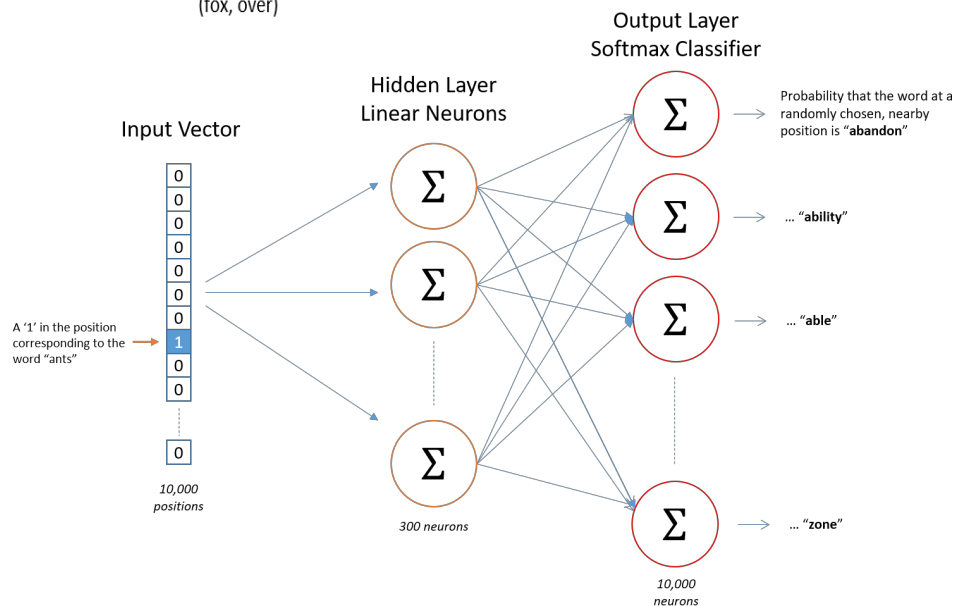 (fox, over)
Output Layer
Softmax Classifier
Hidden Layer
Linear Neurons
Input Vector
0
0
0
0
0
0
0
1
0
0
0
A ‘1’ in the position
corresponding to the
word “ants”
10,000
positions
Σ
Σ
Σ
300 neurons
Σ
Σ
Σ
Σ
10,000
neurons
Probability that the word at a
randomly chosen, nearby
position is “abandon”
... “ability”
... “able”
... “zone”